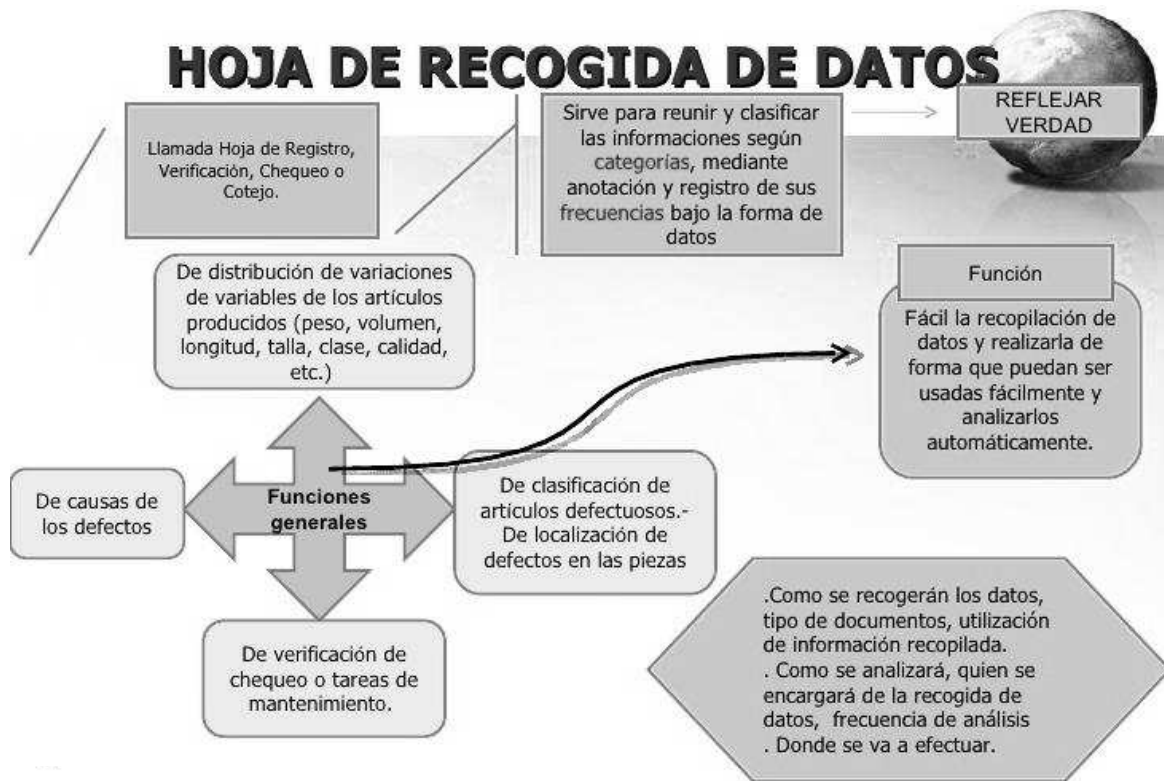 HOJA DE RECOGIDA DE DATOS
Llamada Hoja de Registro,
Verificación, Chequeo o
Cotejo.
Sirve para reunir y clasificar
las informaciones según
categorías, mediante
anotación y registro de sus
frecuencias bajo la forma de
datos
REFLEJAR
VERDAD
De distribución de variaciones
de variables de los artículos
producidos (peso, volumen,
longitud, talla, clase, calidad,
etc.)
Función
Fácil la recopilación de
datos y realizarla de
forma que puedan ser
usadas fácilmente y
analizarlos
automáticamente.
De causas de
los defectos
Funciones
generales
De clasificación de
artículos defectuosos.-
De localización de
defectos en las piezas
De verificación de
chequeo o tareas de
mantenimiento.
.Como se recogerán los datos,
tipo de documentos, utilización
de información recopilada.
. Como se analizará, quien se
encargará de la recogida de
datos, frecuencia de análisis
. Donde se va a efectuar.